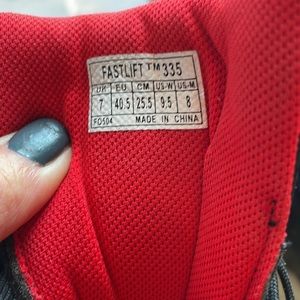 FASTLIFT TM 335
UK EU CM US-W US-M
7 40.5 25.5 9.5 8
FO504 MADE IN CHINA